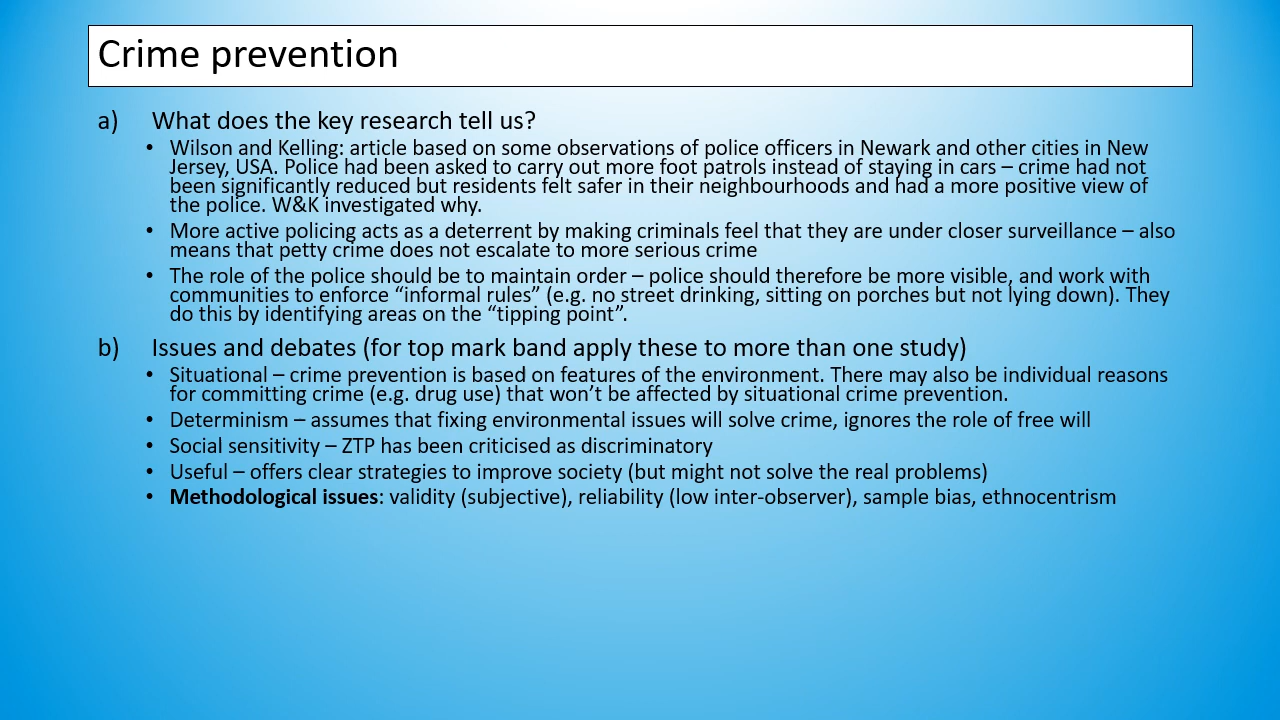 Crime prevention
a) What does the key research tell us?
• Wilson and Kelling: article based on some observations of police officers in Newark and other cities in New
Jersey, USA. Police had been asked to carry out more foot patrols instead of staying in cars – crime had not
been significantly reduced but residents felt safer in their neighbourhoods and had a more positive view of
the police. W&K investigated why.
• More active policing acts as a deterrent by making criminals feel that they are under closer surveillance – also
means that petty crime does not escalate to more serious crime
• The role of the police should be to maintain order – police should therefore be more visible, and work with
communities to enforce “informal rules” (e.g. no street drinking, sitting on porches but not lying down). They
do this by identifying areas on the “tipping point”.
b) Issues and debates (for top mark band apply these to more than one study)
• Situational – crime prevention is based on features of the environment. There may also be individual reasons
for committing crime (e.g. drug use) that won’t be affected by situational crime prevention.
• Determinism – assumes that fixing environmental issues will solve crime, ignores the role of free will
• Social sensitivity – ZTP has been criticised as discriminatory
• Useful – offers clear strategies to improve society (but might not solve the real problems)
• Methodological issues: validity (subjective), reliability (low inter-observer), sample bias, ethnocentrism